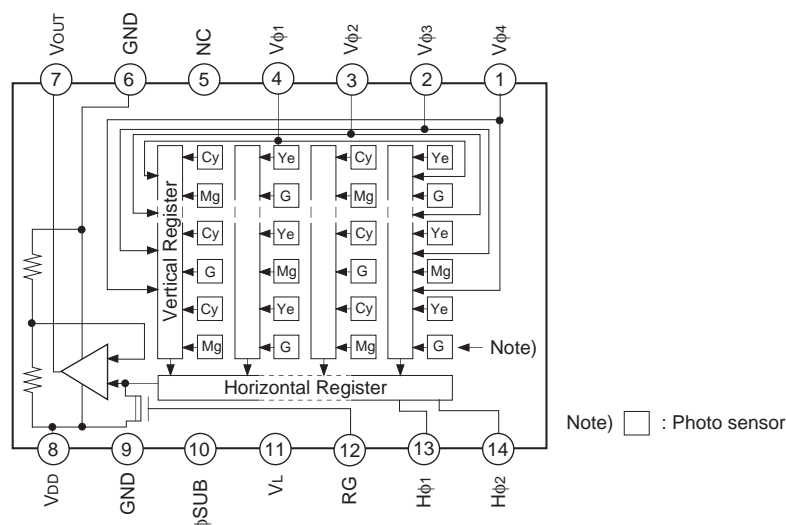 VOUT
GND
NC
Vϕ1
Vϕ2
Vϕ3
Vϕ4
7
6
5
4
3
2
1
Cy Ye Cy Ye
Mg G Mg G
Cy Ye Cy Ye
G Mg G Mg
Cy Ye Cy Ye
Mg G Mg G
Vertical Register
Note)
Horizontal Register
Note) : Photo sensor
8
9
10
11
12
13
14
VDD
GND
ϕSUB
VL
RG
Hϕ1
Hϕ2